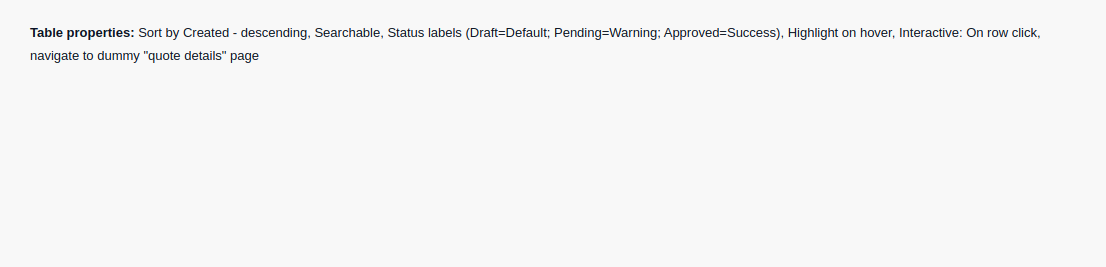 Table properties: Sort by Created - descending, Searchable, Status labels (Draft=Default; Pending=Warning; Approved=Success), Highlight on hover, Interactive: On row click,
navigate to dummy "quote details" page